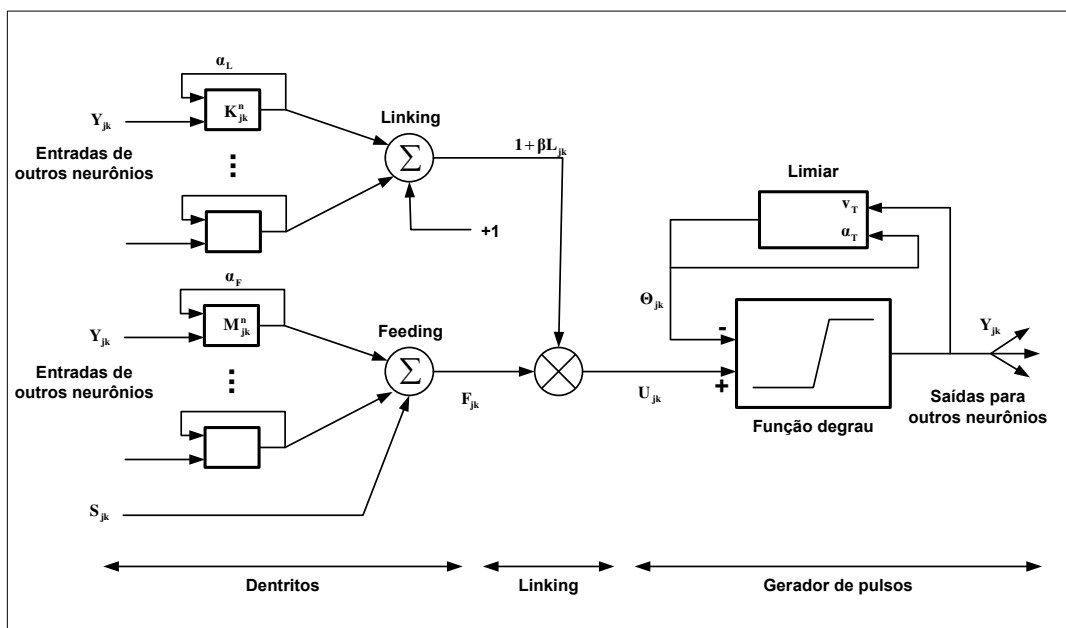 α_L
K^n_jk
Y_jk
Entradas de
outros neurônios
Linking
+1
1 + βL_jk
α_F
M^n_jk
Y_jk
Entradas de
outros neurônios
Feeding
F_jk
S_jk
U_jk
Limiar
v_T
α_T
Θ_jk
-
+
Função degrau
Y_jk
Saídas para
outros neurônios
Dentritos
Linking
Gerador de pulsos